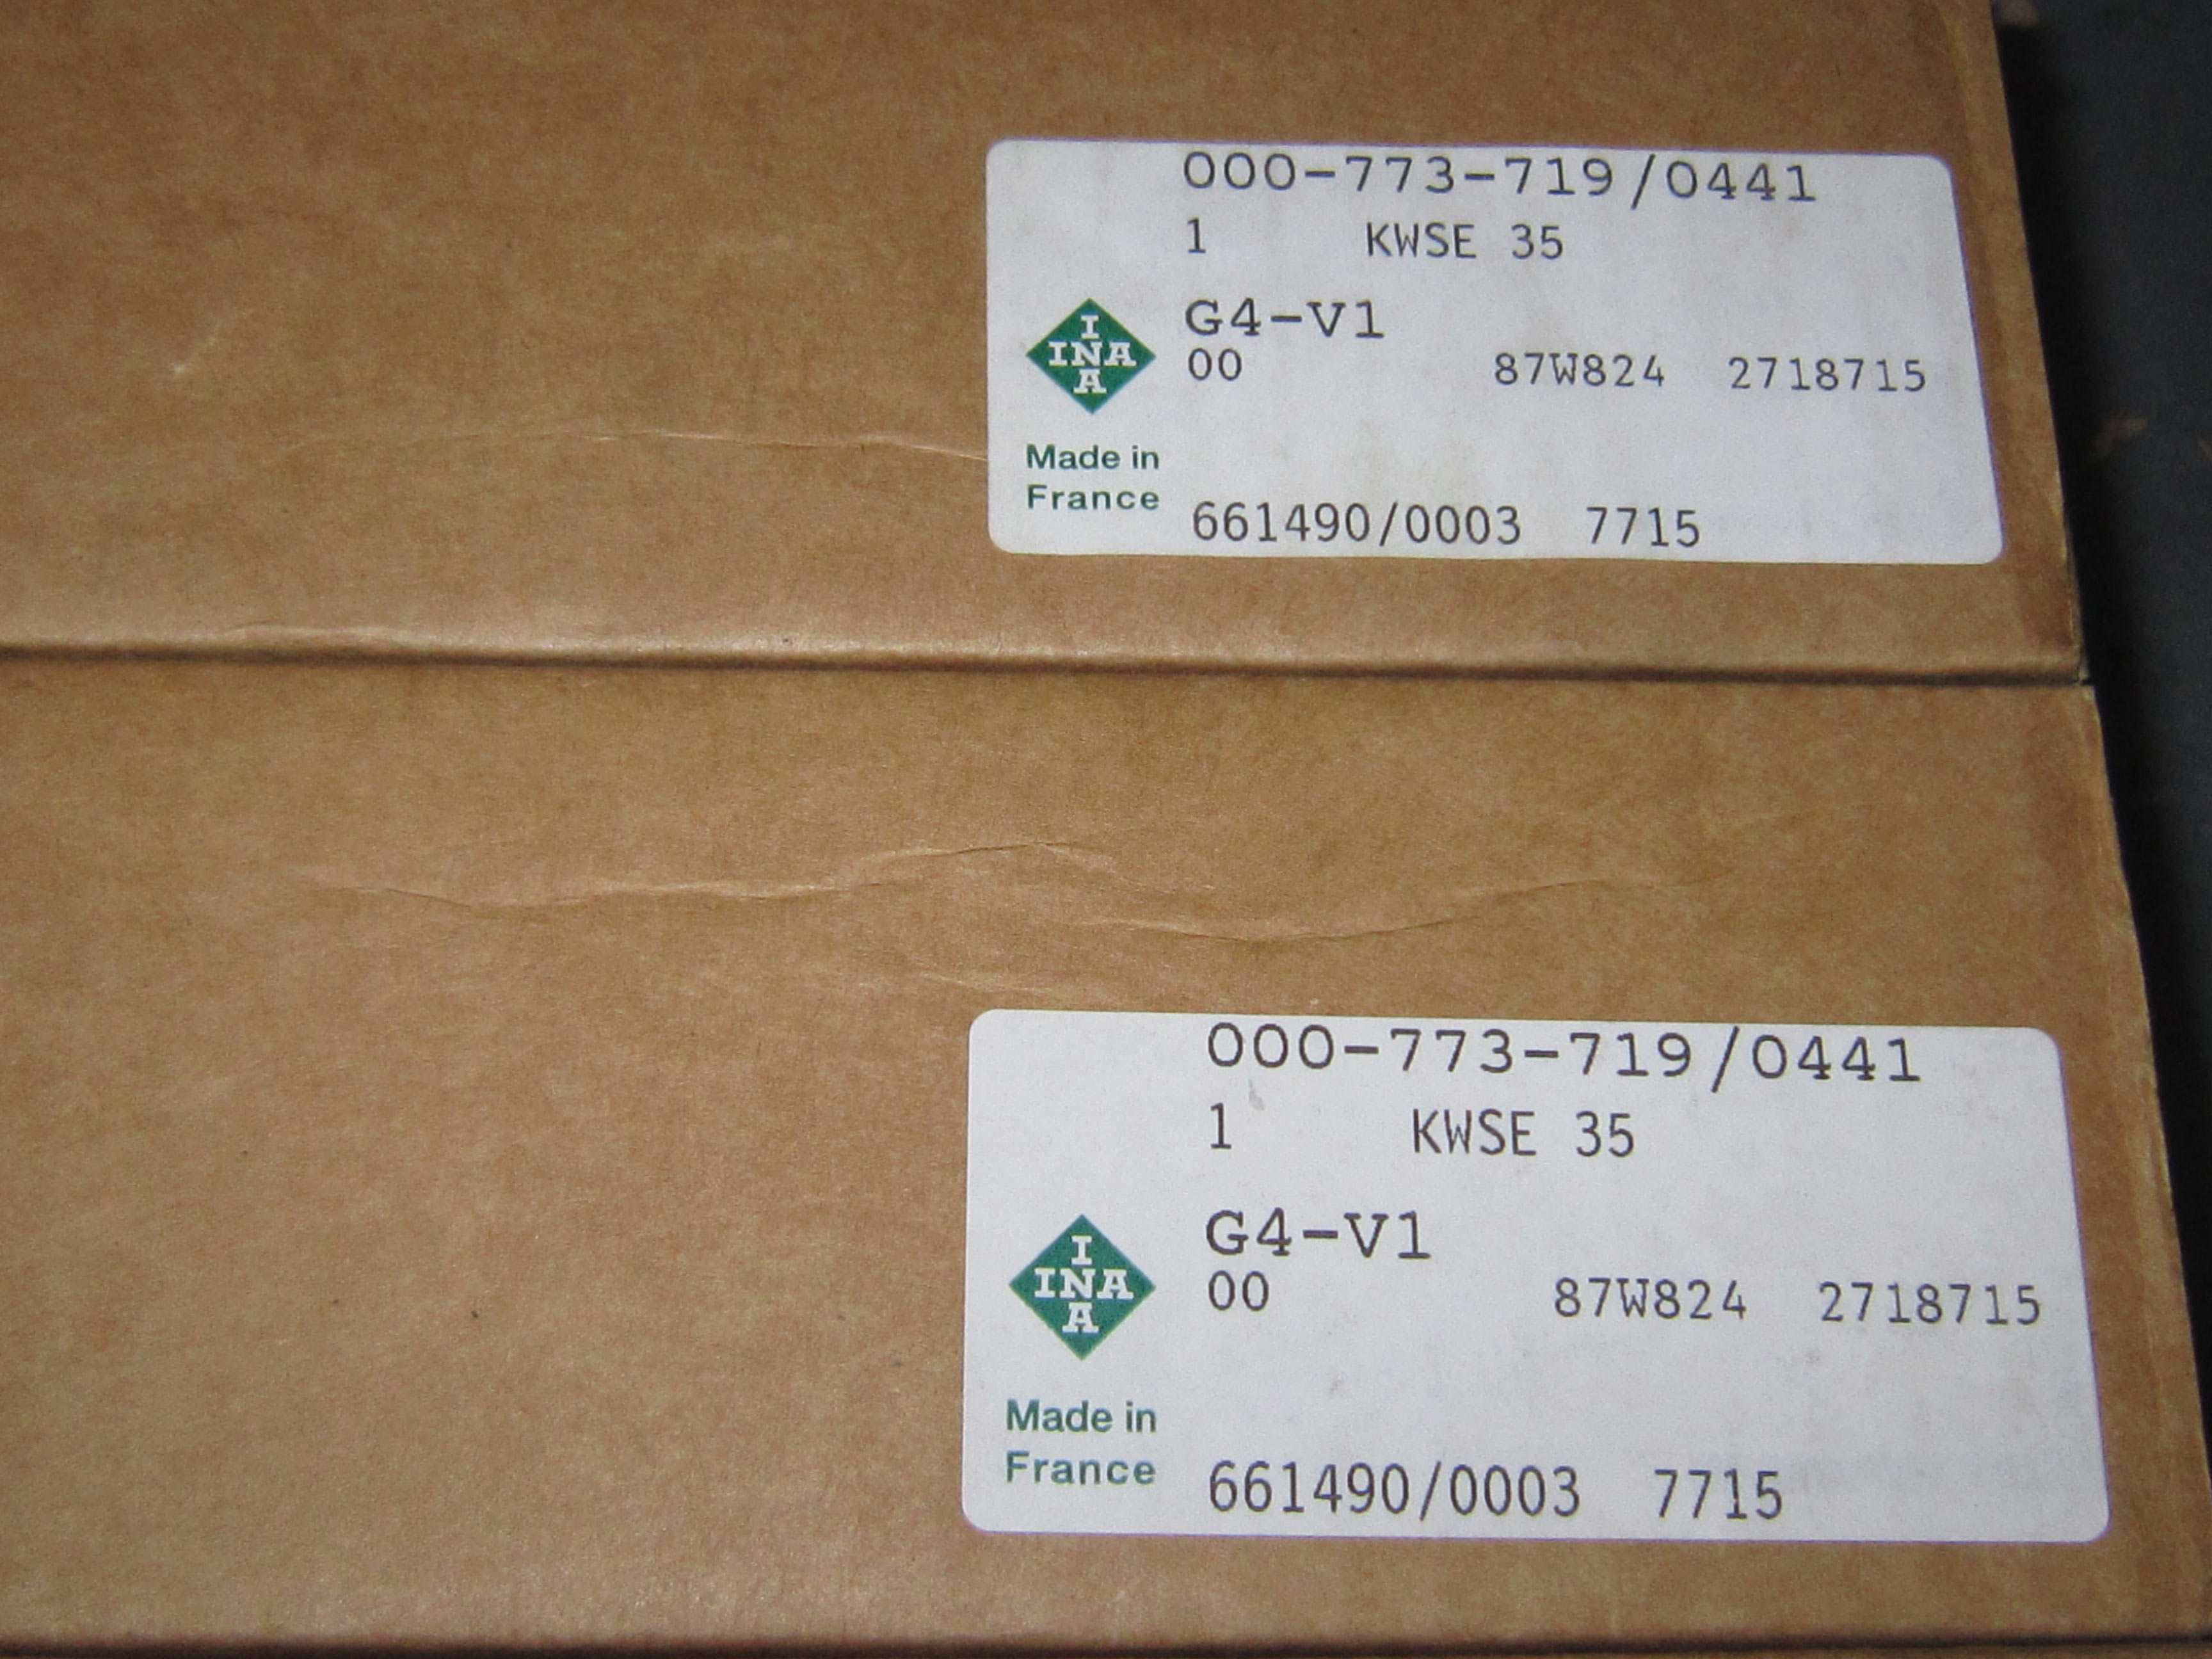 000-773-719/0441
1 KWSE 35
I
INA
A
G4-V1
00 87W824 2718715
Made in
France
661490/0003 7715
000-773-719/0441
1 KWSE 35
I
INA
A
G4-V1
00 87W824 2718715
Made in
France
661490/0003 7715